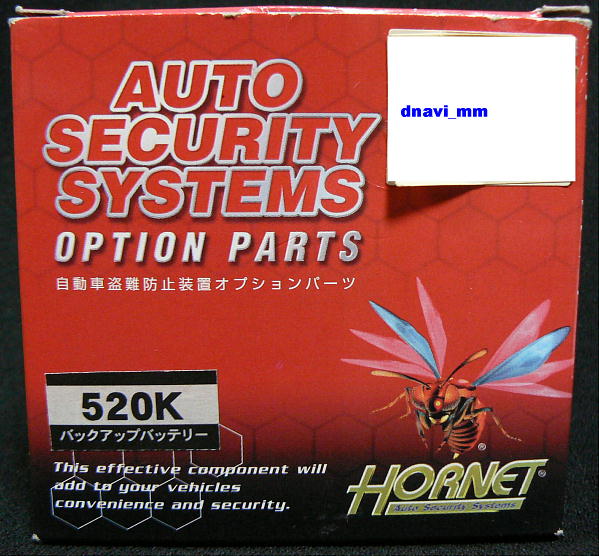 AUTO
SECURITY
SYSTEMS
OPTION PARTS
自動車盗難防止装置オプションパーツ
dnavi_mm
520K
バックアップバッテリー
This effective component will
add to your vehicles
convenience and security.
®
HORNET®
Auto Security Systems